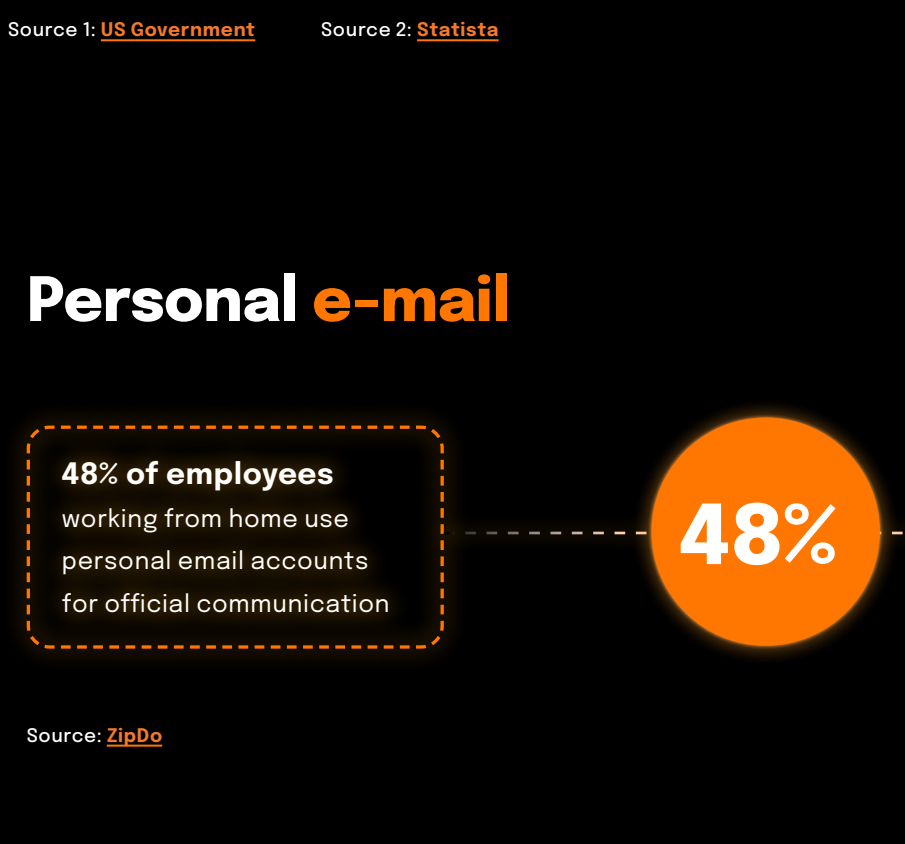 Source 1: US Government Source 2: Statista
Personal e-mail
48% of employees
working from home use
personal email accounts
for official communication
48%
Source: ZipDo